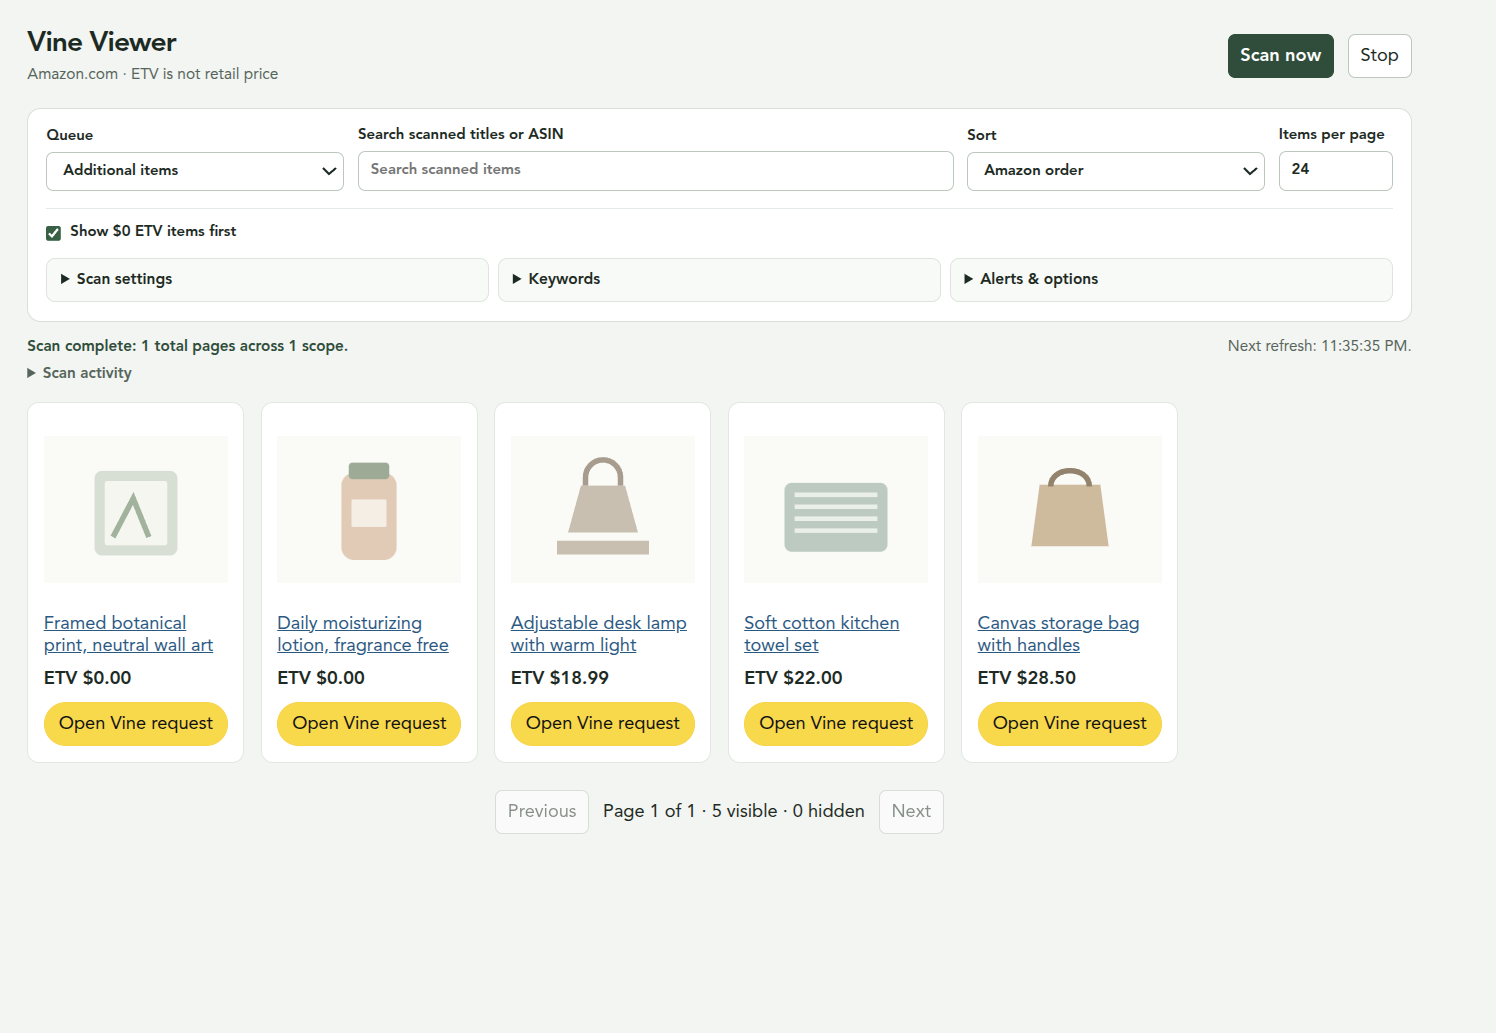 Vine Viewer
Amazon.com · ETV is not retail price
Scan now
Stop
Queue
Search scanned titles or ASIN
Sort
Items per page
Additional items
Search scanned items
Amazon order
24
Show $0 ETV items first
Scan settings
Keywords
Alerts & options
Scan complete: 1 total pages across 1 scope.
Next refresh: 11:35:35 PM.
Scan activity
Framed botanical
print, neutral wall art
ETV $0.00
Open Vine request
Daily moisturizing
lotion, fragrance free
ETV $0.00
Open Vine request
Adjustable desk lamp
with warm light
ETV $18.99
Open Vine request
Soft cotton kitchen
towel set
ETV $22.00
Open Vine request
Canvas storage bag
with handles
ETV $28.50
Open Vine request
Previous
Page 1 of 1 · 5 visible · 0 hidden
Next